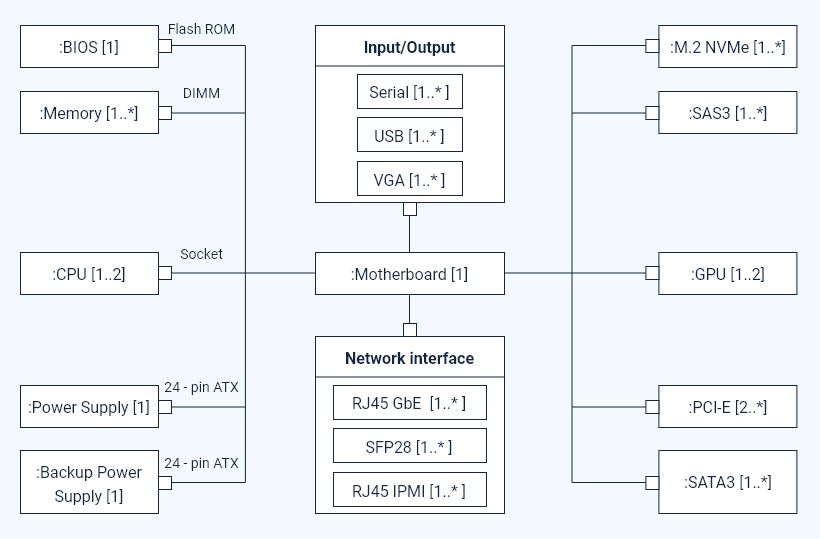 Flash ROM
:BIOS [1]
DIMM
:Memory [1..*]
Socket
:CPU [1..2]
24 - pin ATX
:Power Supply [1]
24 - pin ATX
:Backup Power
Supply [1]
Input/Output
Serial [1..* ]
USB [1..* ]
VGA [1..* ]
:Motherboard [1]
Network interface
RJ45 GbE  [1..* ]
SFP28 [1..* ]
RJ45 IPMI [1..* ]
:M.2 NVMe [1..*]
:SAS3 [1..*]
:GPU [1..2]
:PCI-E [2..*]
:SATA3 [1..*]